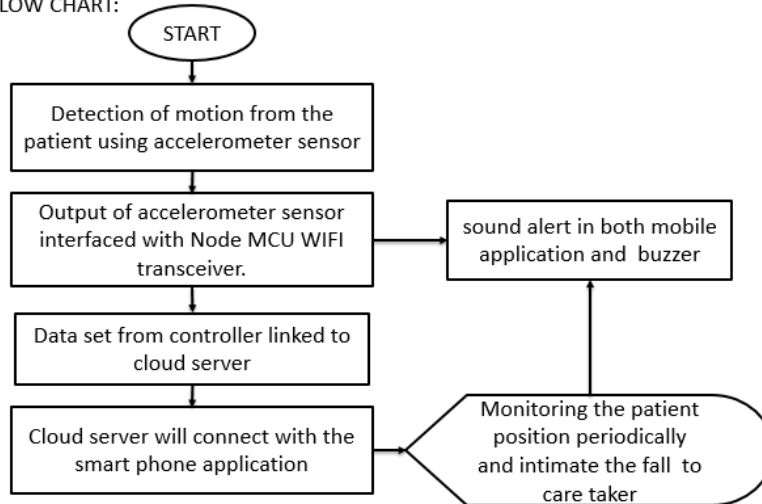 LOW CHART:
START
Detection of motion from the
patient using accelerometer sensor
Output of accelerometer sensor
interfaced with Node MCU WIFI
transceiver.
sound alert in both mobile
application and buzzer
Data set from controller linked to
cloud server
Cloud server will connect with the
smart phone application
Monitoring the patient
position periodically
and intimate the fall to
care taker